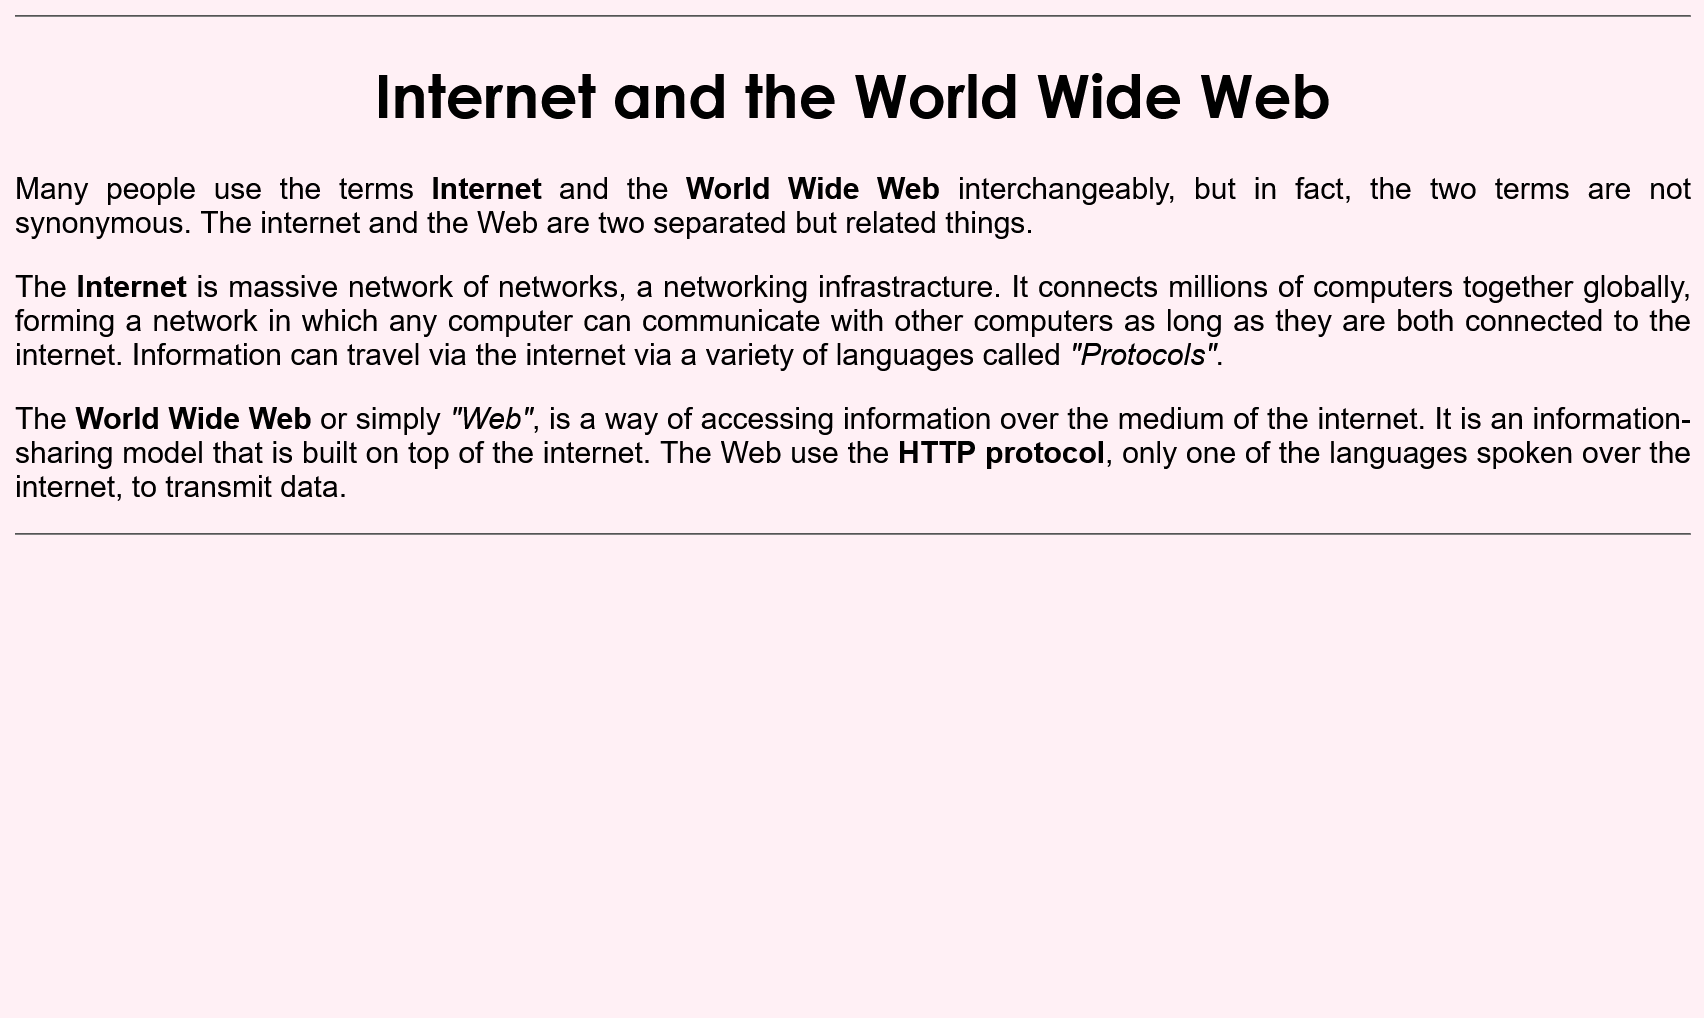 Internet and the World Wide Web
Many people use the terms Internet and the World Wide Web interchangeably, but in fact, the two terms are not
synonymous. The internet and the Web are two separated but related things.
The Internet is massive network of networks, a networking infrastracture. It connects millions of computers together globally,
forming a network in which any computer can communicate with other computers as long as they are both connected to the
internet. Information can travel via the internet via a variety of languages called "Protocols".
The World Wide Web or simply "Web", is a way of accessing information over the medium of the internet. It is an information-
sharing model that is built on top of the internet. The Web use the HTTP protocol, only one of the languages spoken over the
internet, to transmit data.